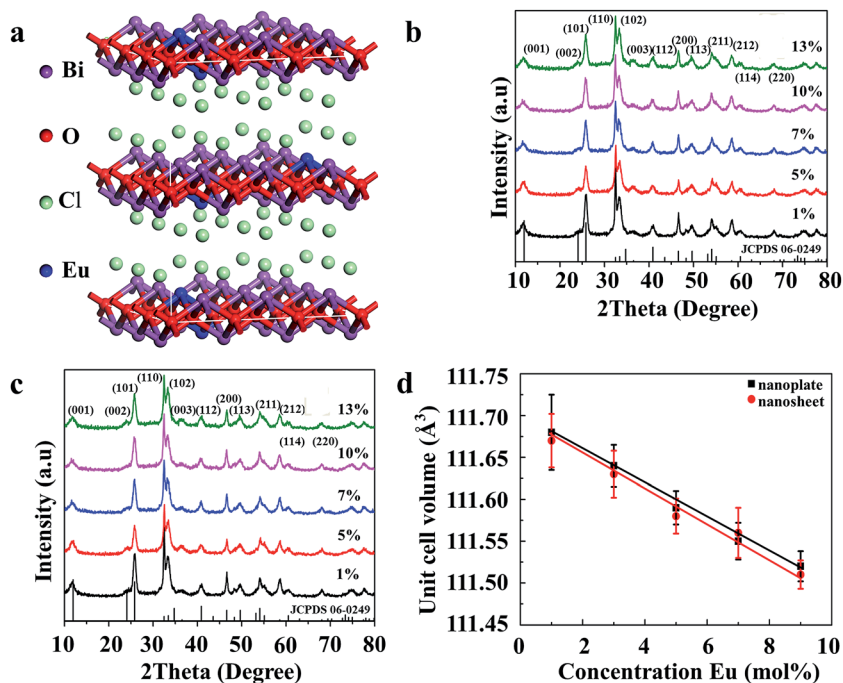 a
Bi
O
Cl
Eu
b
(001)
(002)
(101)
(110)
(102)
(003)
(112)
(200)
(113)
(211)
(212)
(114)
(220)
13%
10%
7%
5%
1%
JCPDS 06-0249
Intensity (a.u)
10 20 30 40 50 60 70 80
2Theta (Degree)
c
(001)
(002)
(101)
(110)
(102)
(003)
(112)
(200)
(113)
(211)
(212)
(114)
(220)
13%
10%
7%
5%
1%
JCPDS 06-0249
Intensity (a.u)
10 20 30 40 50 60 70 80
2Theta (Degree)
d
nanoplate
nanosheet
Unit cell volume (Å³)
111.75
111.70
111.65
111.60
111.55
111.50
111.45
0 2 4 6 8 10
Concentration Eu (mol%)